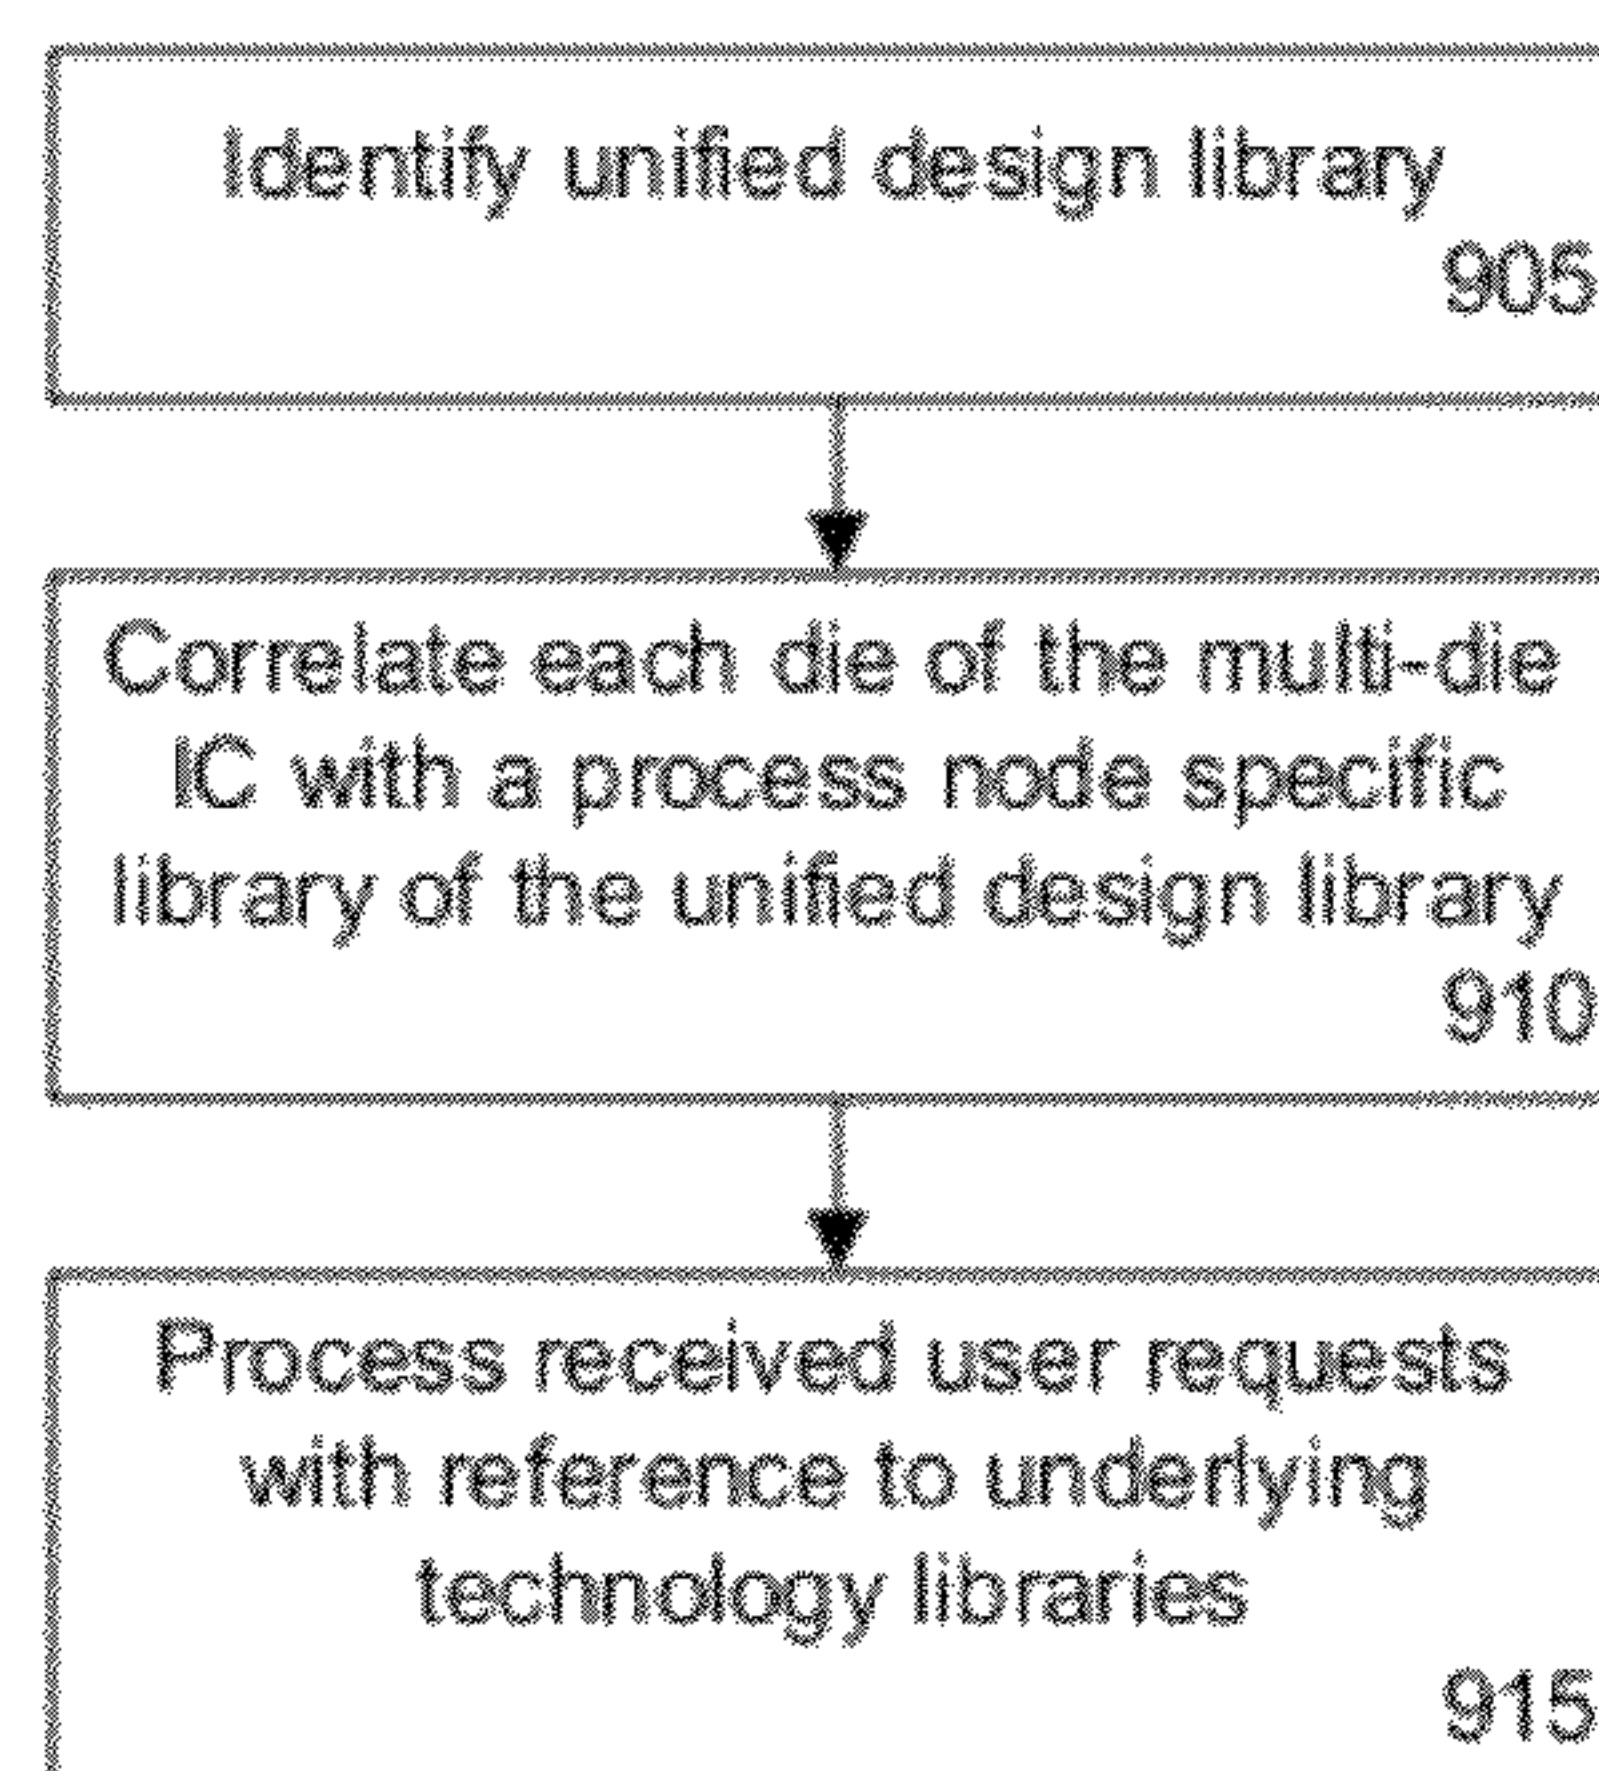 Identify unified design library
905
Correlate each die of the multi-die
IC with a process node specific
library of the unified design library
910
Process received user requests
with reference to underlying
technology libraries
915